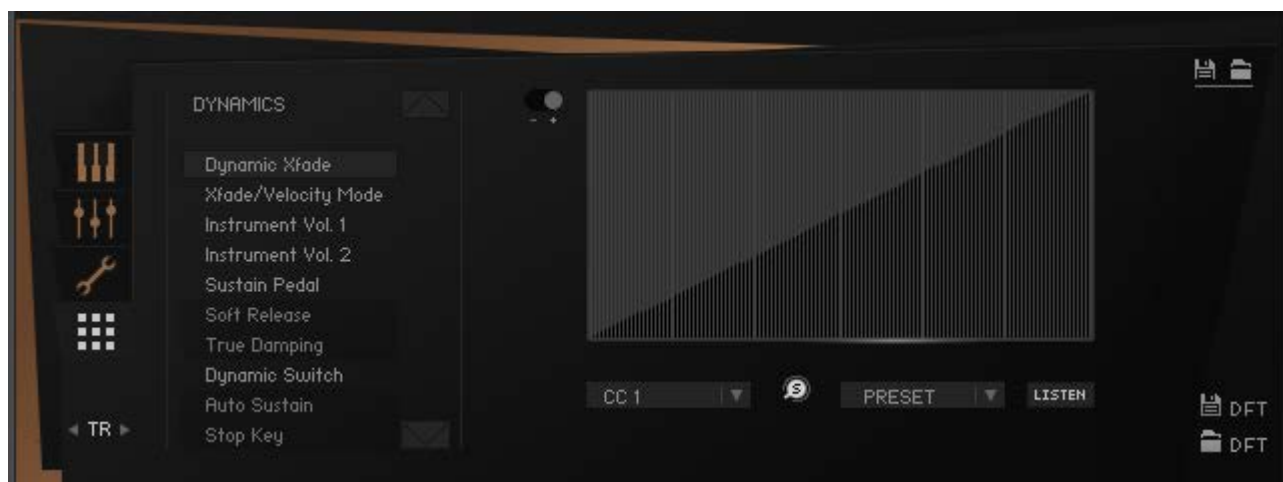 DYNAMICS
- +
Dynamic Xfade
Xfade/Velocity Mode
Instrument Vol. 1
Instrument Vol. 2
Sustain Pedal
Soft Release
True Damping
Dynamic Switch
Auto Sustain
Stop Key
TR
CC 1
S
PRESET
LISTEN
DFT
DFT